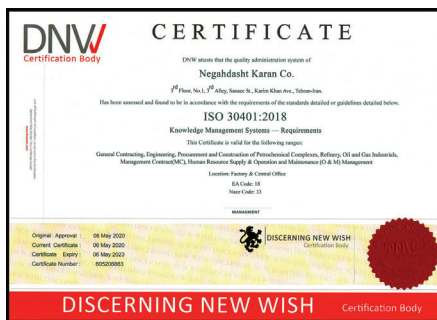 DNW
Certification Body
CERTIFICATE
DNW attests that the quality administration system of
Negahdasht Karan Co.
3rd Floor, No.1, 3rd Alley, Sanaee St., Karim Khan Ave., Tehran-Iran.
Has been assessed and found to be in accordance with the requirements of the standards detailed or guidelines detailed below.
ISO 30401:2018
Knowledge Management Systems — Requirements
This Certificate is valid for the following ranges:
General Contracting, Engineering, Procurement and Construction of Petrochemical Complexes, Refinery, Oil and Gas Industrials,
Management Contract(MC), Human Resource Supply & Operation and Maintenance (O & M) Management
Location: Factory & Central Office
EA Code: 18
Nace Code: 33
MANAGMENT
Original Approval : 06 May 2020
Current Certificate : 06 May 2020
Certificate Expiry : 06 May 2023
Certificate Number : 605206883
DISCERNING NEW WISH
Certification Body
DNW
DISCERNING NEW WISH Certification Body